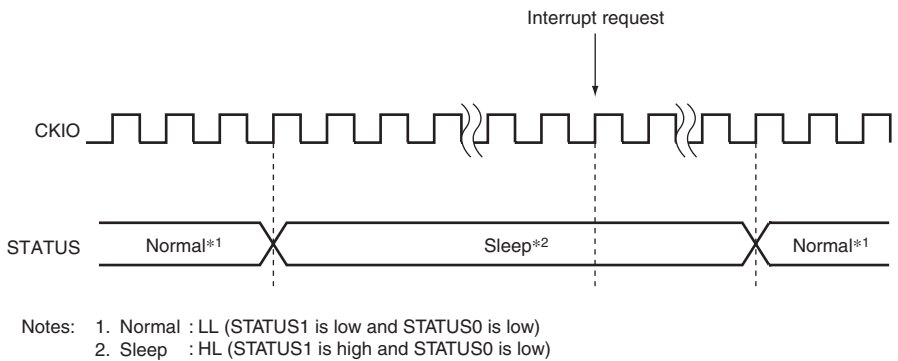 Interrupt request
CKIO
STATUS
Normal*1 Sleep*2 Normal*1
Notes: 1. Normal : LL (STATUS1 is low and STATUS0 is low)
2. Sleep : HL (STATUS1 is high and STATUS0 is low)